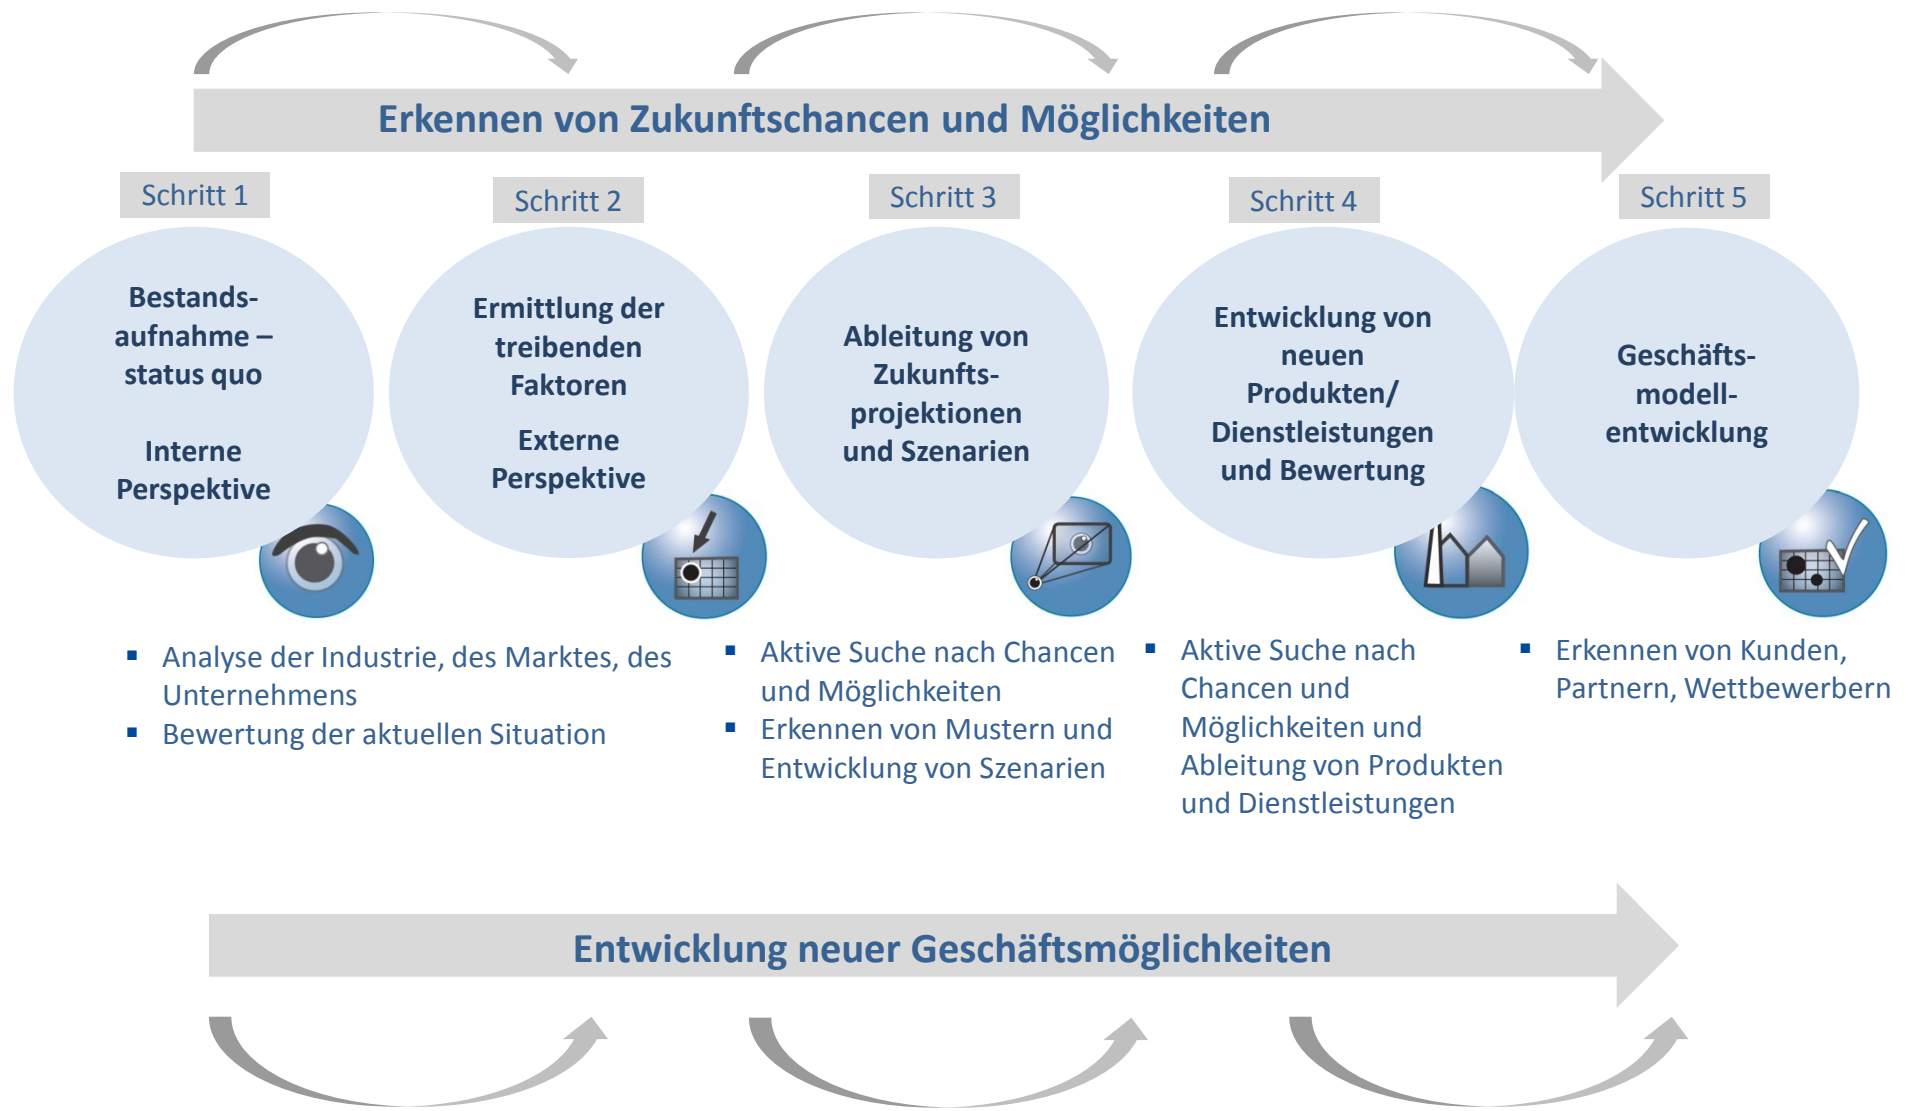 Erkennen von Zukunftschancen und Möglichkeiten
Schritt 1
Schritt 2
Schritt 3
Schritt 4
Schritt 5
Bestands-
aufnahme –
status quo
Interne
Perspektive
Ermittlung der
treibenden
Faktoren
Externe
Perspektive
Ableitung von
Zukunfts-
projektionen
und Szenarien
Entwicklung von
neuen
Produkten/
Dienstleistungen
und Bewertung
Geschäfts-
modell-
entwicklung
▪ Analyse der Industrie, des Marktes, des
Unternehmens
▪ Bewertung der aktuellen Situation
▪ Aktive Suche nach Chancen
und Möglichkeiten
▪ Erkennen von Mustern und
Entwicklung von Szenarien
▪ Aktive Suche nach
Chancen und
Möglichkeiten und
Ableitung von Produkten
und Dienstleistungen
▪ Erkennen von Kunden,
Partnern, Wettbewerbern
Entwicklung neuer Geschäftsmöglichkeiten